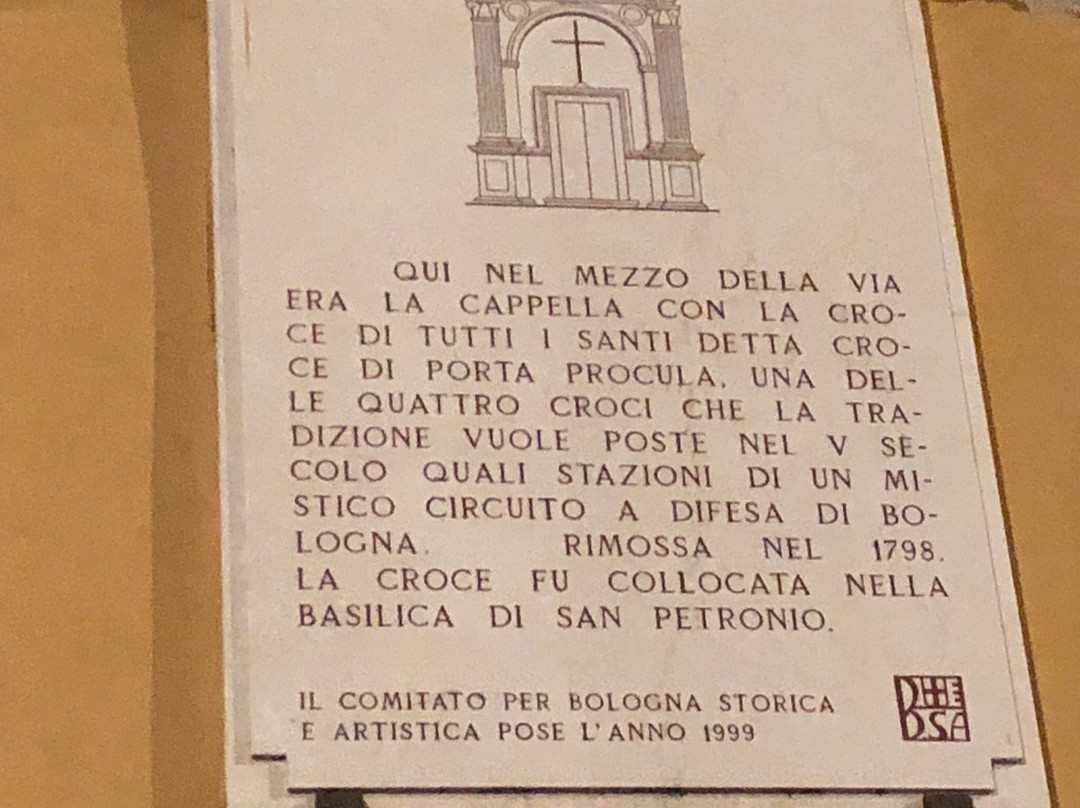 QUI NEL MEZZO DELLA VIA
ERA LA CAPPELLA CON LA CRO-
CE DI TUTTI I SANTI DETTA CRO-
CE DI PORTA PROCULA, UNA DEL-
LE QUATTRO CROCI CHE LA TRA-
DIZIONE VUOLE POSTE NEL V SE-
COLO QUALI STAZIONI DI UN MI-
STICO CIRCUITO A DIFESA DI BO-
LOGNA. RIMOSSA NEL 1798.
LA CROCE FU COLLOCATA NELLA
BASILICA DI SAN PETRONIO.
IL COMITATO PER BOLOGNA STORICA
E ARTISTICA POSE L'ANNO 1999